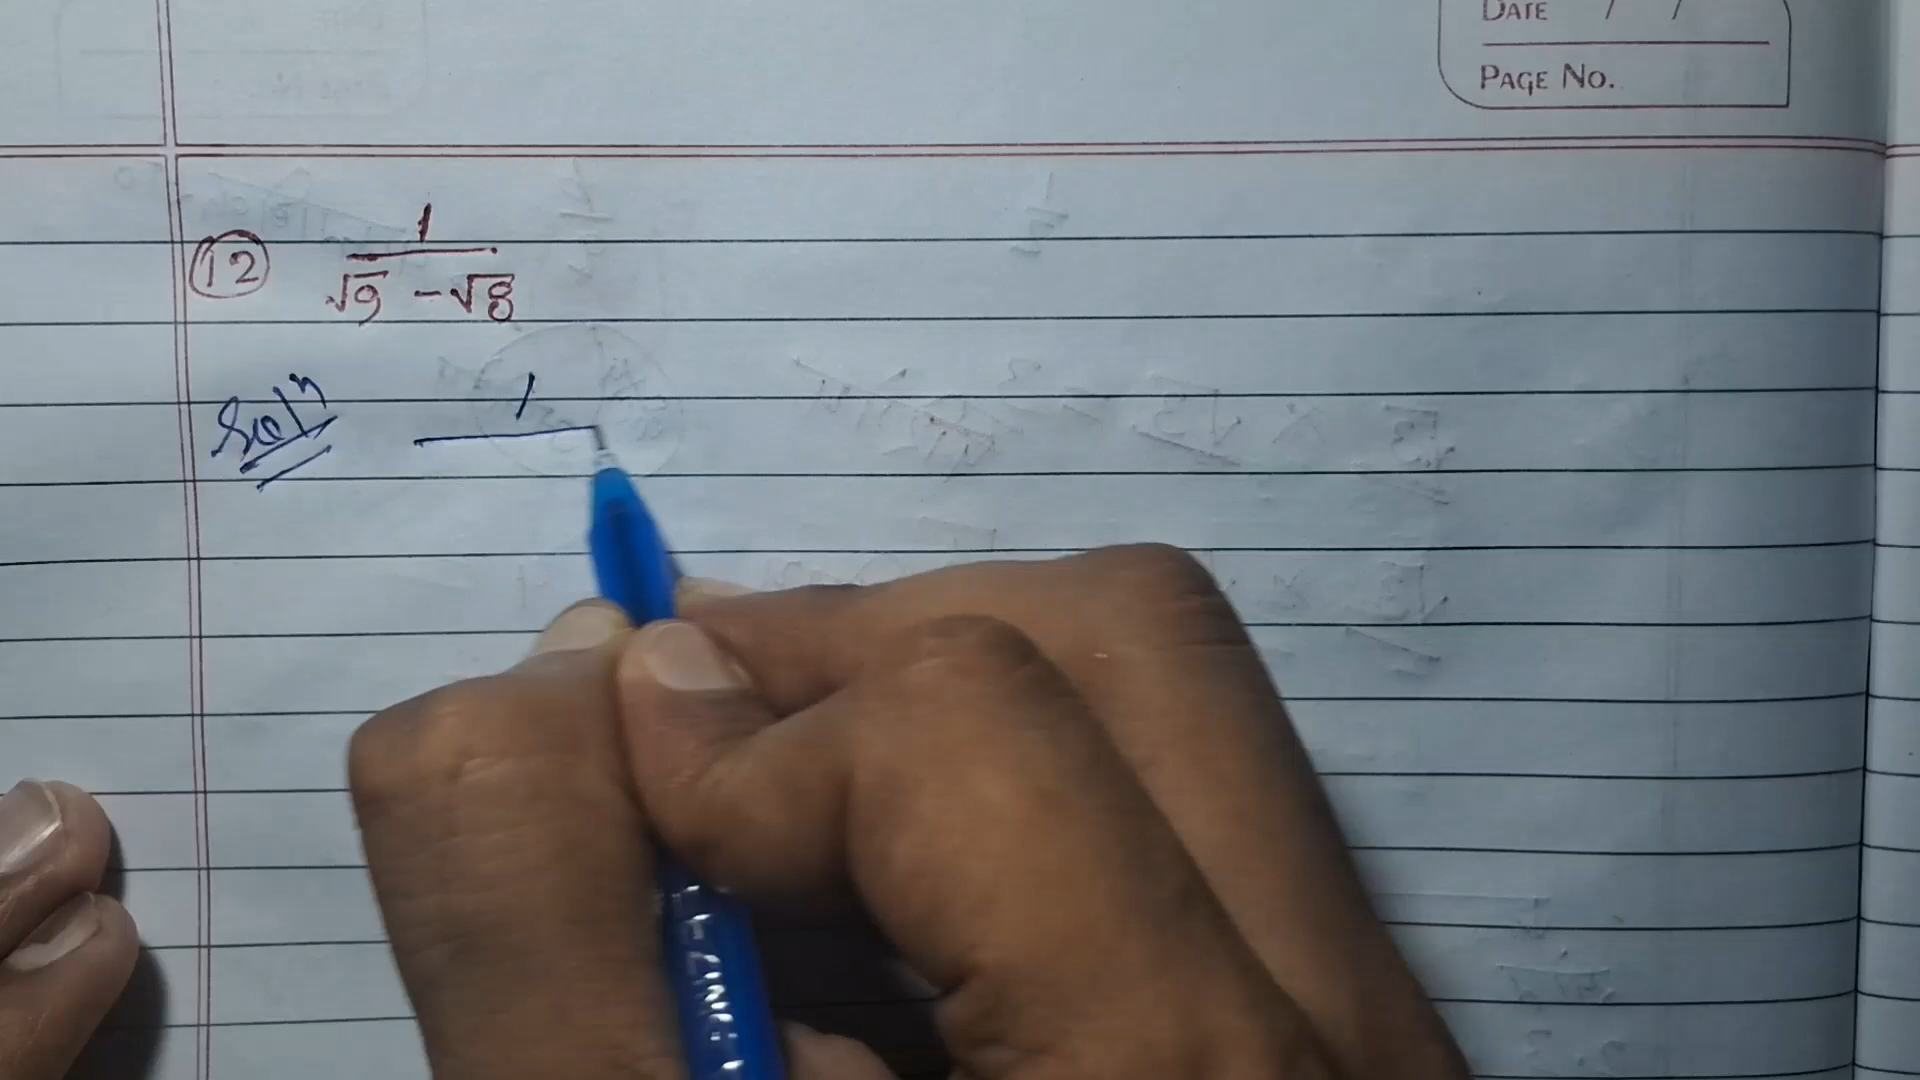 DATE / /
PAGE NO.
12 1
√9 - √8
Soln 1